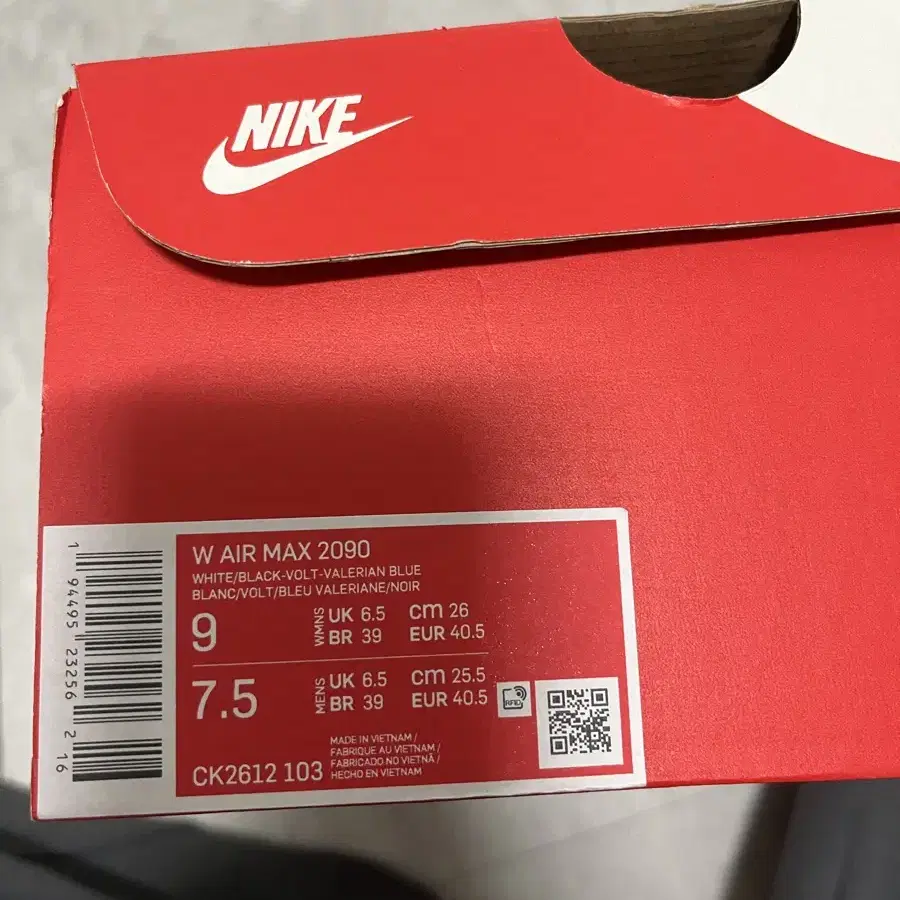 NIKE
W AIR MAX 2090
WHITE/BLACK-VOLT-VALERIAN BLUE
BLANC/VOLT/BLEU VALERIANE/NOIR
9 WMNS UK 6.5 cm 26
BR 39 EUR 40.5
7.5 MENS UK 6.5 cm 25.5
BR 39 EUR 40.5
RFID
MADE IN VIETNAM/
FABRIQUE AU VIETNAM/
FABRICADO NO VIETNÃ/
CK2612 103 HECHO EN VIETNAM
1 94495 23256 2 16